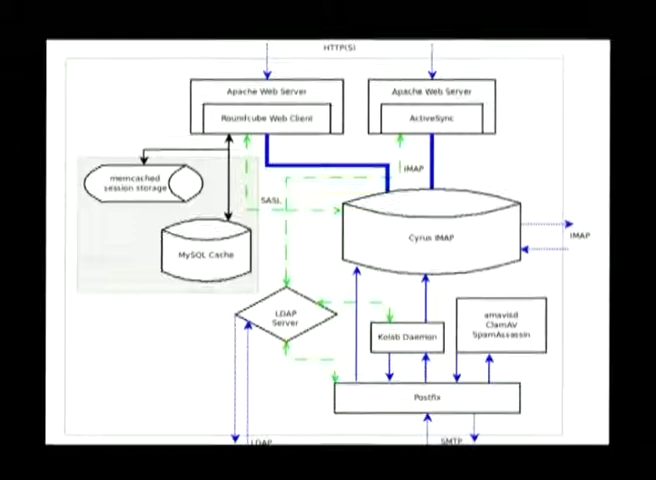 HTTP(S)
Apache Web Server
Roundcube Web Client
Apache Web Server
ActiveSync
IMAP
memcached
session storage
SASL
Cyrus IMAP
IMAP
MySQL Cache
LDAP
Server
amavisd
ClamAV
SpamAssassin
Kolab Daemon
Postfix
LDAP
SMTP